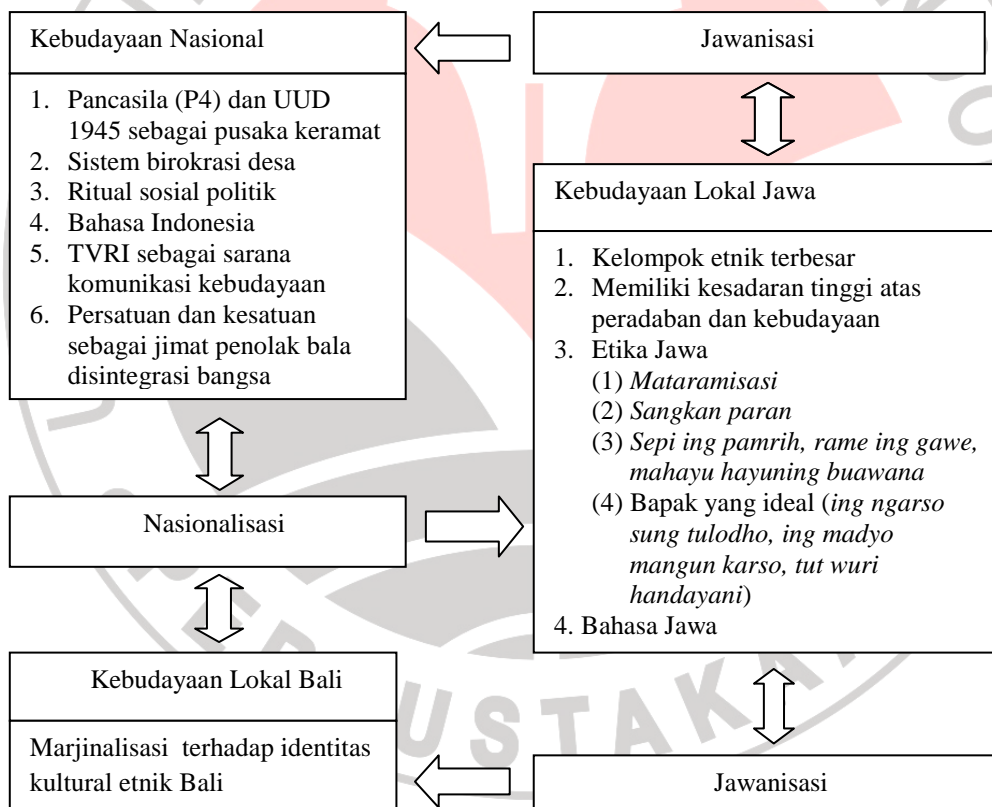 Kebudayaan Nasional
1. Pancasila (P4) dan UUD
1945 sebagai pusaka keramat
2. Sistem birokrasi desa
3. Ritual sosial politik
4. Bahasa Indonesia
5. TVRI sebagai sarana
komunikasi kebudayaan
6. Persatuan dan kesatuan
sebagai jimat penolak bala
disintegrasi bangsa
Jawanisasi
Kebudayaan Lokal Jawa
1. Kelompok etnik terbesar
2. Memiliki kesadaran tinggi atas
peradaban dan kebudayaan
3. Etika Jawa
(1) Mataramisasi
(2) Sangkan paran
(3) Sepi ing pamrih, rame ing gawe,
mahayu hayuning buawana
(4) Bapak yang ideal (ing ngarso
sung tulodho, ing madyo
mangun karso, tut wuri
handayani)
4. Bahasa Jawa
Nasionalisasi
Kebudayaan Lokal Bali
Marjinalisasi terhadap identitas
kultural etnik Bali
Jawanisasi